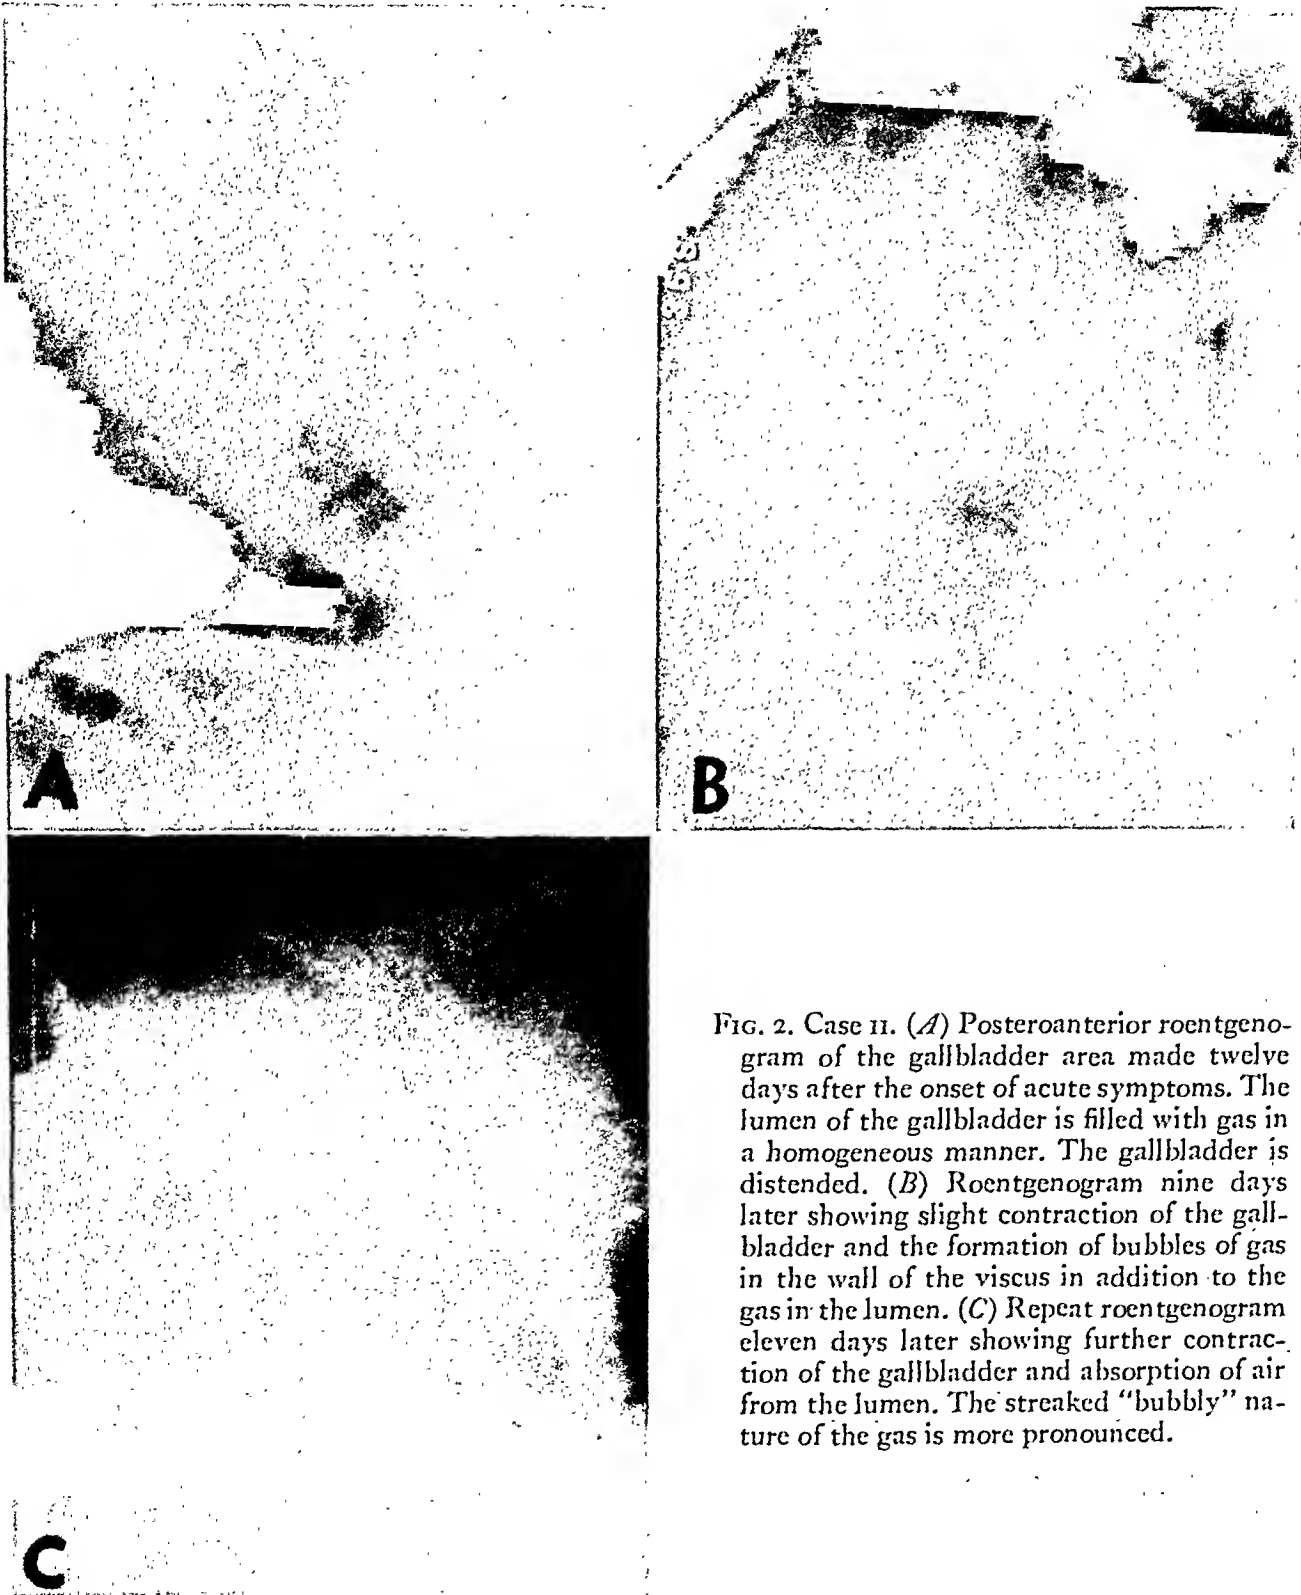 A
B
C
FIG. 2. Case II. (A) Posteroanterior roentgeno-
gram of the gallbladder area made twelve
days after the onset of acute symptoms. The
lumen of the gallbladder is filled with gas in
a homogeneous manner. The gallbladder is
distended. (B) Roentgenogram nine days
later showing slight contraction of the gall-
bladder and the formation of bubbles of gas
in the wall of the viscus in addition to the
gas in the lumen. (C) Repeat roentgenogram
eleven days later showing further contrac-
tion of the gallbladder and absorption of air
from the lumen. The streaked "bubbly" na-
ture of the gas is more pronounced.